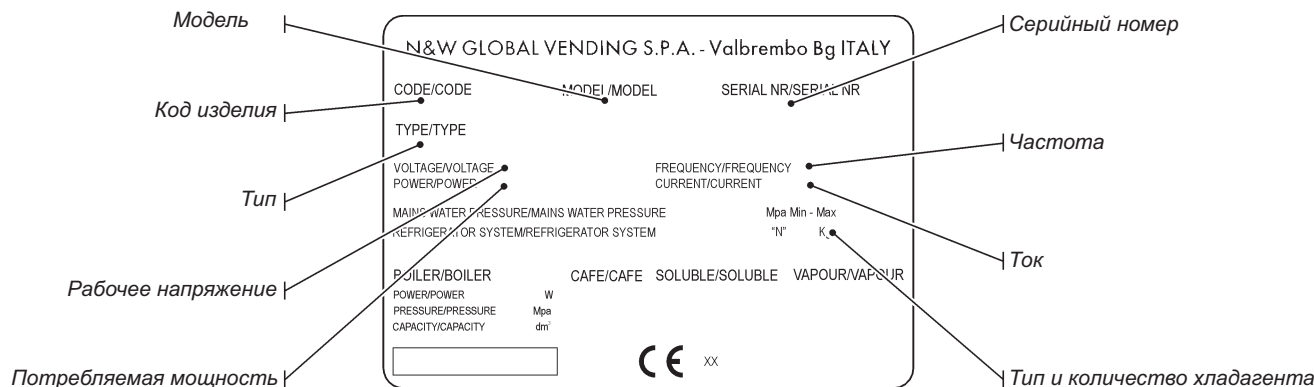 Модель
Серийный номер
N&W GLOBAL VENDING S.P.A. - Valbrembo Bg ITALY
CODE/CODE MODEL/MODEL SERIAL NR/SERIAL NR
Код изделия
TYPE/TYPE
Частота
VOLTAGE/VOLTAGE FREQUENCY/FREQUENCY
POWER/POWER CURRENT/CURRENT
Тип
MAINS WATER PRESSURE/MAINS WATER PRESSURE Mpa Min - Max
REFRIGERATOR SYSTEM/REFRIGERATOR SYSTEM "N" Kg
Ток
BOILER/BOILER CAFE/CAFE SOLUBLE/SOLUBLE VAPOUR/VAPOUR
Рабочее напряжение
POWER/POWER W
PRESSURE/PRESSURE Mpa
CAPACITY/CAPACITY dm³
CE XX
Потребляемая мощность
Тип и количество хладагента